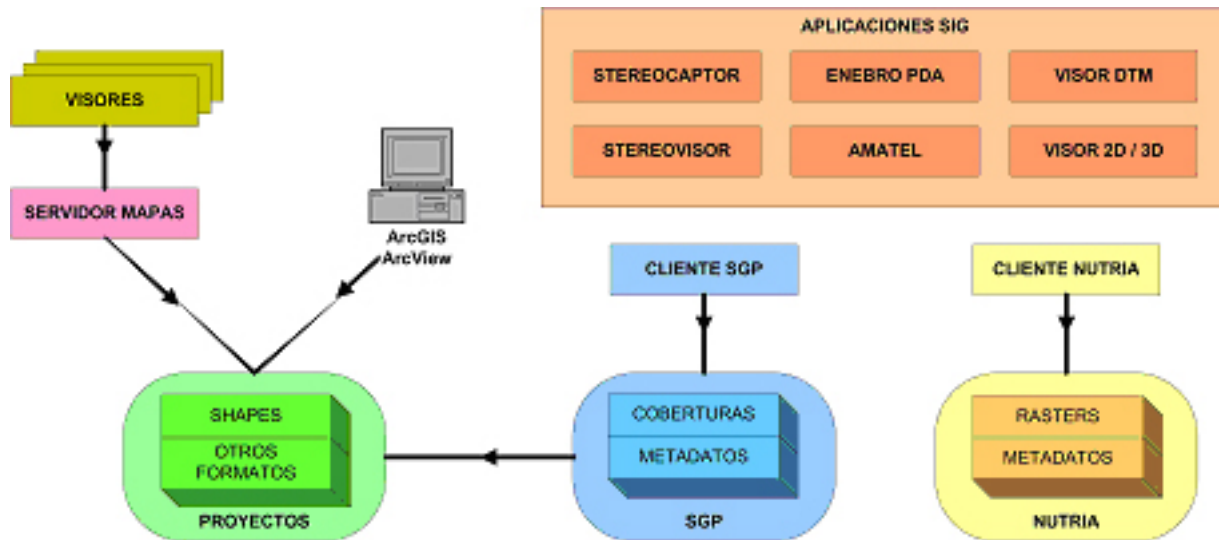 APLICACIONES SIG
STEREOCAPTOR
ENEBRO PDA
VISOR DTM
STEREOVISOR
AMATEL
VISOR 2D / 3D
VISORES
SERVIDOR MAPAS
ArcGIS
ArcView
CLIENTE SGP
CLIENTE NUTRIA
SHAPES
OTROS
FORMATOS
PROYECTOS
COBERTURAS
METADATOS
SGP
RASTERS
METADATOS
NUTRIA